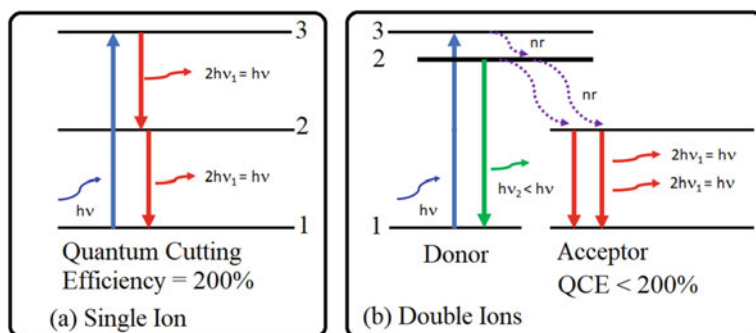 3
2hν₁ = hν
2
2hν₁ = hν
hν
1
Quantum Cutting
Efficiency = 200%
(a) Single Ion
3
nr
2
nr
2hν₁ = hν
hν₂ < hν
2hν₁ = hν
hν
1
Donor
Acceptor
QCE < 200%
(b) Double Ions